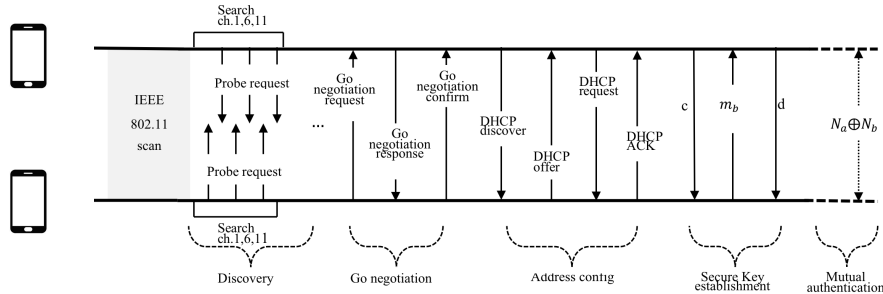 Search
ch.1,6,11
IEEE
802.11
scan
Probe request
Probe request
...
Go
negotiation
request
Go
negotiation
response
Go
negotiation
confirm
DHCP
discover
DHCP
offer
DHCP
request
DHCP
ACK
c
m_b
d
N_a⊕N_b
Search
ch.1,6,11
Discovery
Go negotiation
Address config
Secure Key
establishment
Mutual
authentication